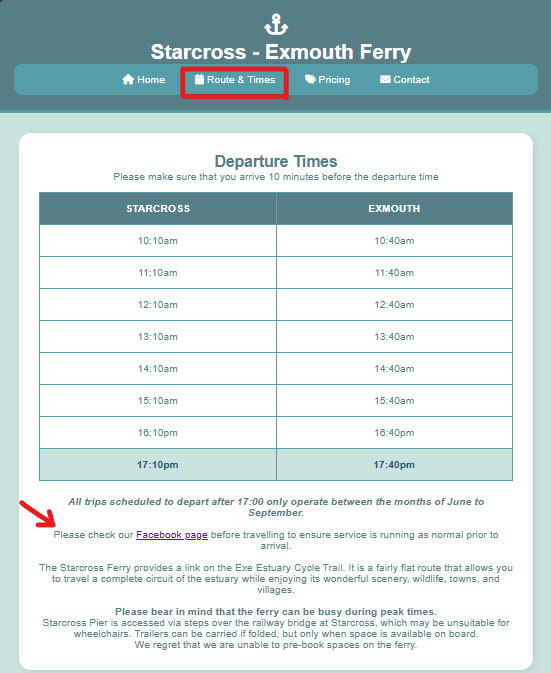 Starcross - Exmouth Ferry
Home Route & Times Pricing Contact
Departure Times
Please make sure that you arrive 10 minutes before the departure time
STARCROSS EXMOUTH
10:10am 10:40am
11:10am 11:40am
12:10am 12:40am
13:10am 13:40am
14:10am 14:40am
15:10am 15:40am
16:10pm 16:40pm
17:10pm 17:40pm
All trips scheduled to depart after 17:00 only operate between the months of June to
September.
Please check our Facebook page before travelling to ensure service is running as normal prior to
arrival.
The Starcross Ferry provides a link on the Exe Estuary Cycle Trail. It is a fairly flat route that allows you
to travel a complete circuit of the estuary while enjoying its wonderful scenery, wildlife, towns, and
villages.
Please bear in mind that the ferry can be busy during peak times.
Starcross Pier is accessed via steps over the railway bridge at Starcross, which may be unsuitable for
wheelchairs. Trailers can be carried if folded, but only when space is available on board.
We regret that we are unable to pre-book spaces on the ferry.